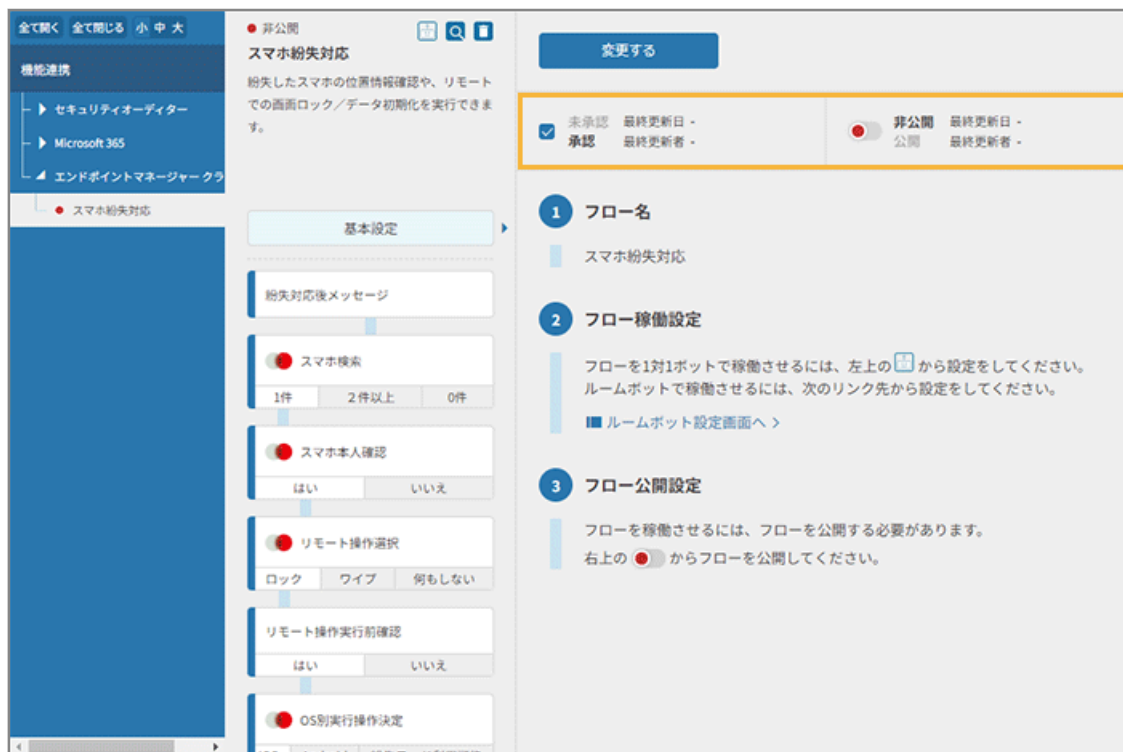 全て開く 全て閉じる 小 中 大
機能連携
セキュリティオーディター
Microsoft 365
エンドポイントマネージャー クラ
スマホ紛失対応
非公開
スマホ紛失対応
紛失したスマホの位置情報確認や、リモート
での画面ロック／データ初期化を実行できま
す。
基本設定
紛失対応後メッセージ
スマホ検索
1件 2件以上 0件
スマホ本人確認
はい いいえ
リモート操作選択
ロック ワイプ 何もしない
リモート操作実行前確認
はい いいえ
OS別実行操作決定
変更する
未承認 最終更新日 -
承認 最終更新者 -
非公開 最終更新日 -
公開 最終更新者 -
1 フロー名
スマホ紛失対応
2 フロー稼働設定
フローを1対1ボットで稼働させるには、左上の から設定をしてください。
ルームボットで稼働させるには、次のリンク先から設定をしてください。
ルームボット設定画面へ >
3 フロー公開設定
フローを稼働させるには、フローを公開する必要があります。
右上の からフローを公開してください。